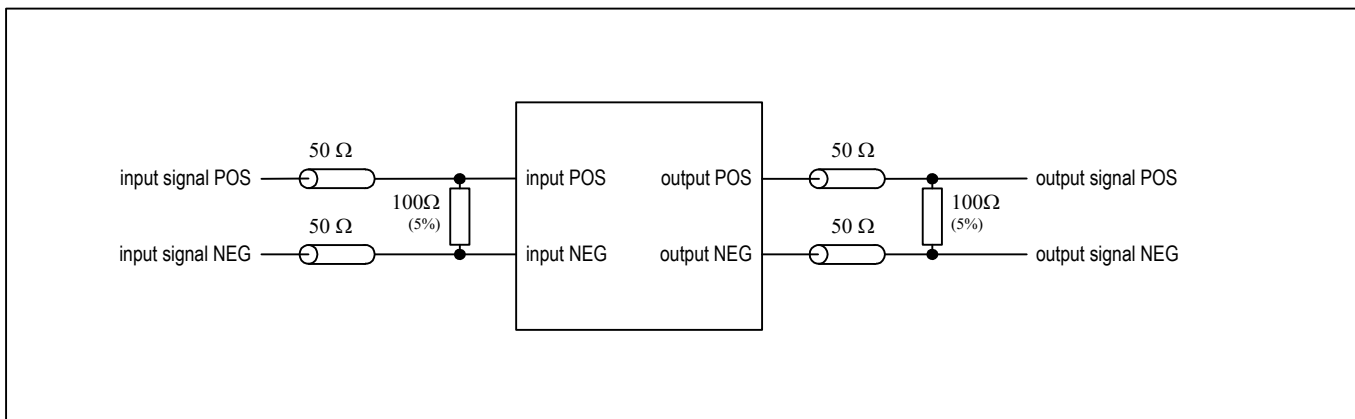 50 Ω
50 Ω
input signal POS
input POS
output POS
output signal POS
100Ω
(5%)
100Ω
(5%)
50 Ω
50 Ω
input signal NEG
input NEG
output NEG
output signal NEG